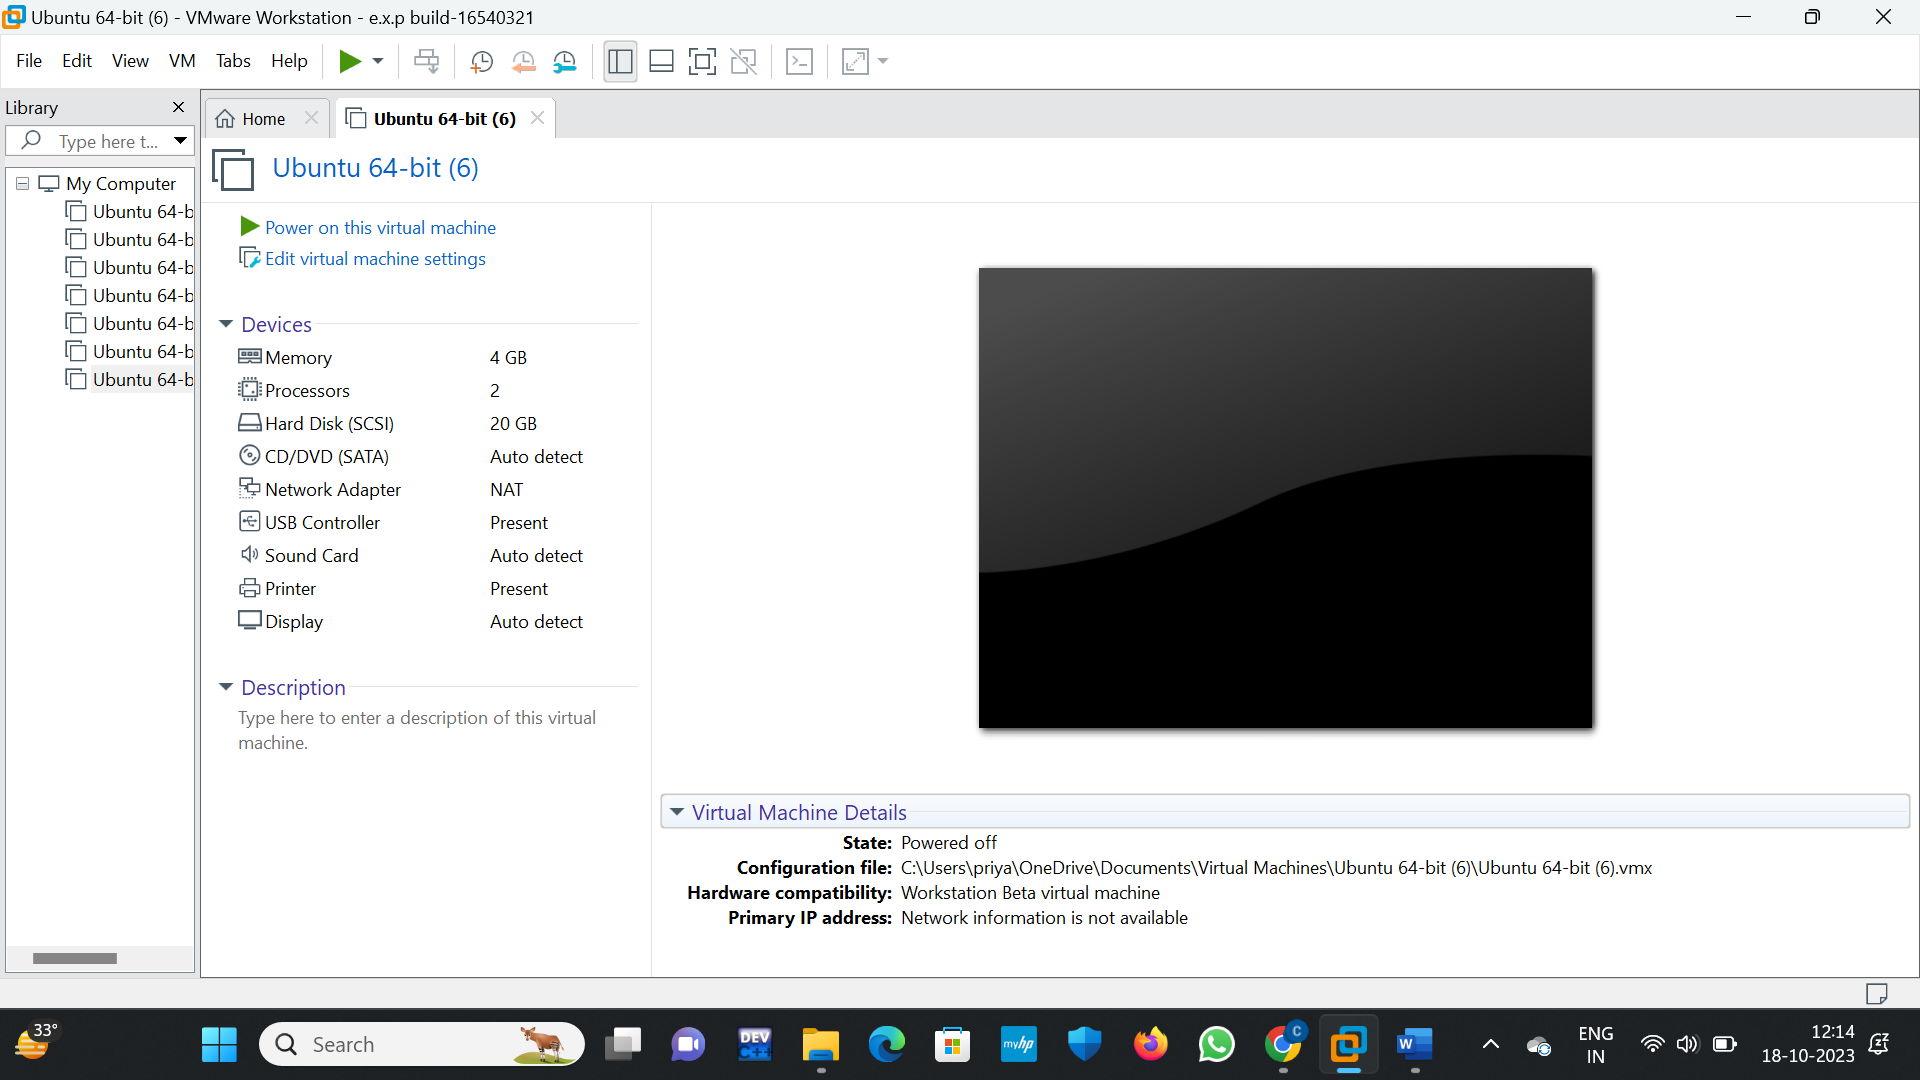 Ubuntu 64-bit (6) - VMware Workstation - e.x.p build-16540321
File Edit View VM Tabs Help
Library
Type here t...
My Computer
Ubuntu 64-b
Ubuntu 64-b
Ubuntu 64-b
Ubuntu 64-b
Ubuntu 64-b
Ubuntu 64-b
Ubuntu 64-b
Home
Ubuntu 64-bit (6)
Ubuntu 64-bit (6)
Power on this virtual machine
Edit virtual machine settings
Devices
Memory 4 GB
Processors 2
Hard Disk (SCSI) 20 GB
CD/DVD (SATA) Auto detect
Network Adapter NAT
USB Controller Present
Sound Card Auto detect
Printer Present
Display Auto detect
Description
Type here to enter a description of this virtual
machine.
Virtual Machine Details
State: Powered off
Configuration file: C:\Users\priya\OneDrive\Documents\Virtual Machines\Ubuntu 64-bit (6)\Ubuntu 64-bit (6).vmx
Hardware compatibility: Workstation Beta virtual machine
Primary IP address: Network information is not available
33°
Search
DEV
C++
myhp
C
W
ENG
IN
12:14
18-10-2023